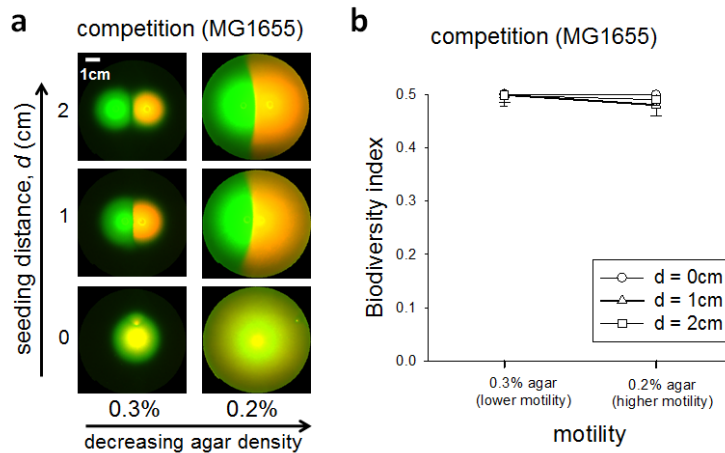 a
competition (MG1655)
1cm
seeding distance, d (cm)
2
1
0
0.3%
0.2%
decreasing agar density
b
competition (MG1655)
Biodiversity index
0.5
0.4
0.3
0.2
0.1
0.0
d = 0cm
d = 1cm
d = 2cm
0.3% agar
(lower motility)
0.2% agar
(higher motility)
motility